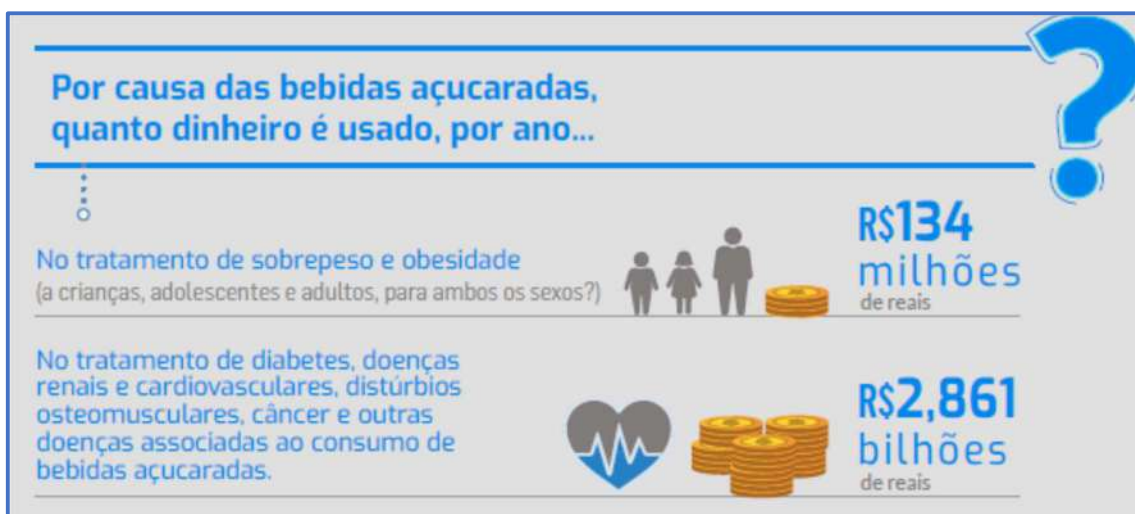 Por causa das bebidas açucaradas,
quanto dinheiro é usado, por ano...
?
No tratamento de sobrepeso e obesidade
(a crianças, adolescentes e adultos, para ambos os sexos?)
R$134
milhões
de reais
No tratamento de diabetes, doenças
renais e cardiovasculares, distúrbios
osteomusculares, câncer e outras
doenças associadas ao consumo de
bebidas açucaradas.
R$2,861
bilhões
de reais